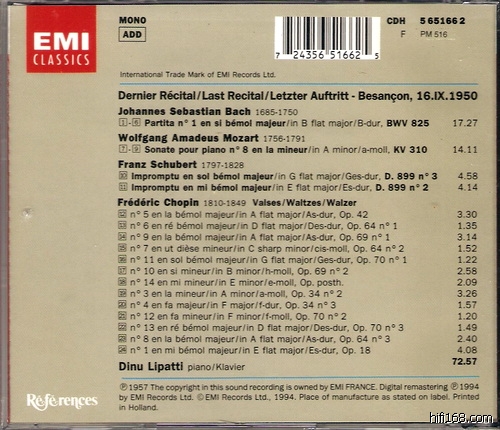 EMI
CLASSICS
MONO
ADD
7 24356 51662 5
CDH 5 65166 2
F PM 516
International Trade Mark of EMI Records Ltd.
Dernier Récital/Last Recital/Letzter Auftritt - Besançon, 16.IX.1950
Johannes Sebastian Bach 1685-1750
1 - 6 Partita n° 1 en si bémol majeur/in B flat major/B-dur, BWV 825 17.27
Wolfgang Amadeus Mozart 1756-1791
7 - 9 Sonate pour piano n° 8 en la mineur/in A minor/a-moll, KV 310 14.11
Franz Schubert 1797-1828
10 Impromptu en sol bémol majeur/in G flat major/Ges-dur, D. 899 n° 3 4.58
11 Impromptu en mi bémol majeur/in E flat major/Es-dur, D. 899 n° 2 4.14
Frédéric Chopin 1810-1849 Valses/Waltzes/Walzer
12 n° 5 en la bémol majeur/in A flat major/As-dur, Op. 42 3.30
13 n° 6 en ré bémol majeur/in D flat major/Des-dur, Op. 64 n° 1 1.35
14 n° 9 en la bémol majeur/in A flat major/As-dur, Op. 69 n° 1 3.14
15 n° 7 en ut dièse mineur/in C sharp minor/cis-moll, Op. 64 n° 2 1.52
16 n° 11 en sol bémol majeur/in G flat major/Ges-dur, Op. 70 n° 1 1.22
17 n° 10 en si mineur/in B minor/h-moll, Op. 69 n° 2 2.58
18 n° 14 en mi mineur/in E minor/e-moll, Op. posth. 2.09
19 n° 3 en la mineur/in A minor/a-moll, Op. 34 n° 2 3.26
20 n° 4 en fa majeur/in F major/f-dur, Op. 34 n° 3 1.57
21 n° 12 en fa mineur/in F minor/f-moll, Op. 70 n° 2 1.20
22 n° 13 en ré bémol majeur/in D flat major/Des-dur, Op. 70 n° 3 1.49
23 n° 8 en la bémol majeur/in A flat major/As-dur, Op. 64 n° 3 2.40
24 n° 1 en mi bémol majeur/in E flat major/Es-dur, Op. 18 4.08
72.57
Dinu Lipatti piano/Klavier
Références
℗ 1957 The copyright in this sound recording is owned by EMI FRANCE. Digital remastering ℗ 1994
by EMI Records Ltd. © EMI Records Ltd., 1994. Place of manufacture as stated on label. Printed
in Holland.
hifi168.com